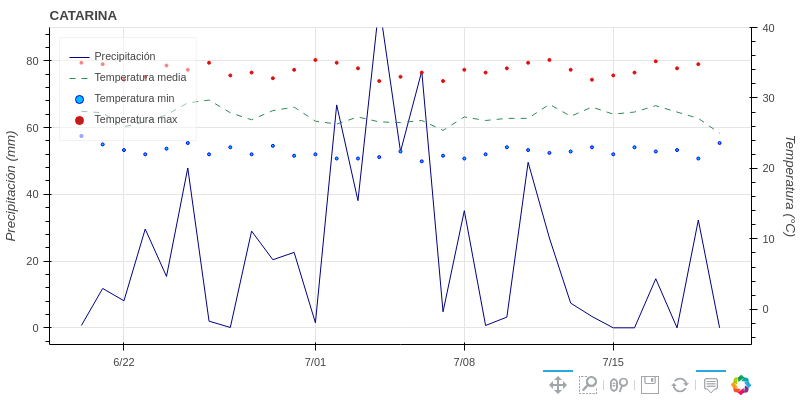 CATARINA
Precipitación
Temperatura media
Temperatura min
Temperatura max
Precipitación (mm)
80
60
40
20
0
40
30
20
10
0
Temperatura (°C)
6/22
7/01
7/08
7/15